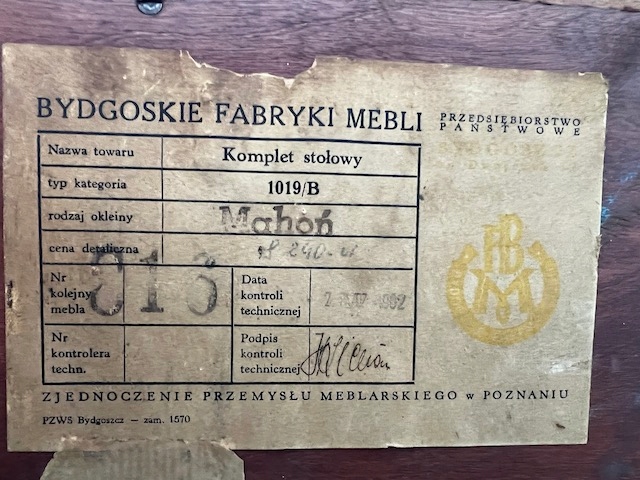 BYDGOSKIE FABRYKI MEBLI
PRZEDSIĘBIORSTWO
PAŃSTWOWE
Nazwa towaru
Komplet stołowy
typ kategoria
1019/B
rodzaj okleiny
Mahoń
cena detaliczna
Nr
kolejny
mebla
313
Data
kontroli
technicznej
Nr
kontrolera
techn.
Podpis
kontroli
technicznej
ZJEDNOCZENIE PRZEMYSŁU MEBLARSKIEGO w POZNANIU
PZWS Bydgoszcz — zam. 1570